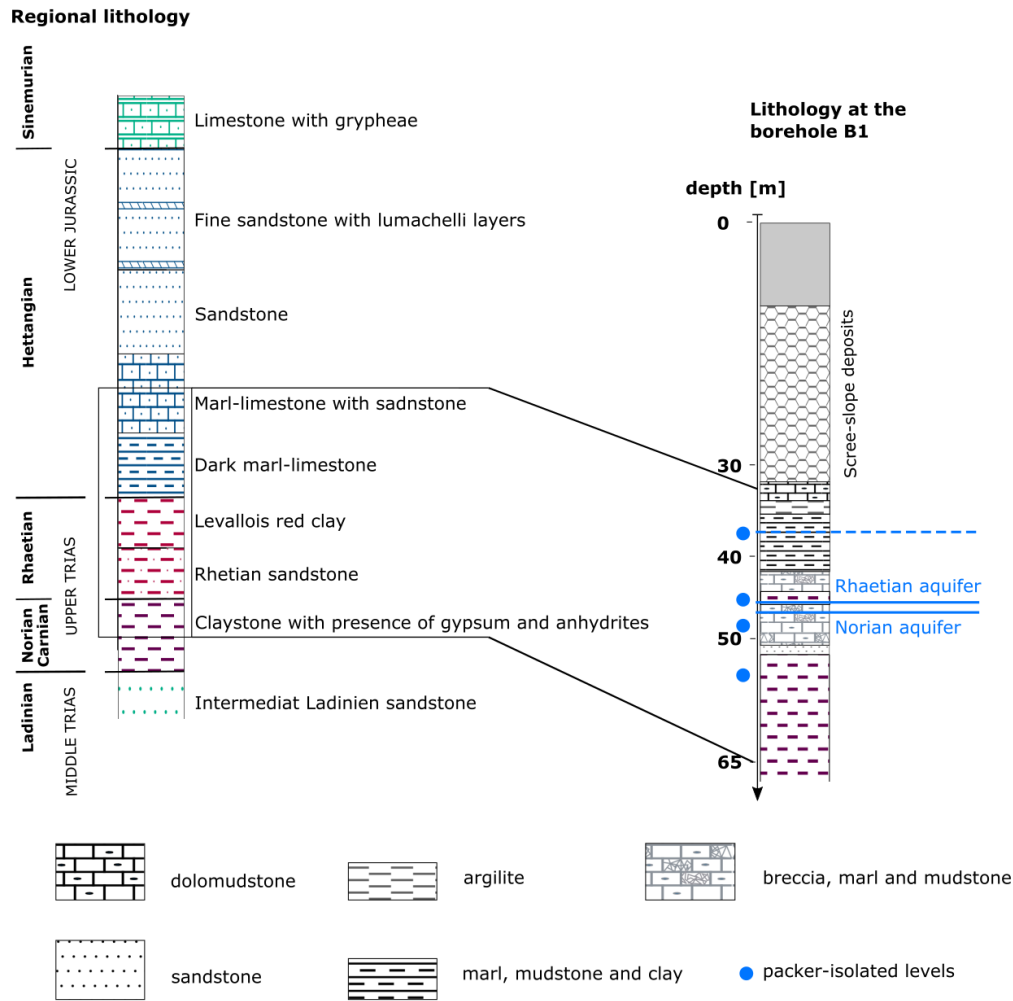 Regional lithology
Sinemurian
Hettangian
Rhaetian
Norian
Carnian
Ladinian
LOWER JURASSIC
UPPER TRIAS
MIDDLE TRIAS
Limestone with grypheae
Fine sandstone with lumachelli layers
Sandstone
Marl-limestone with sadnstone
Dark marl-limestone
Levallois red clay
Rhetian sandstone
Claystone with presence of gypsum and anhydrites
Intermediat Ladinien sandstone
Lithology at the
borehole B1
depth [m]
0
30
40
50
65
Scree-slope deposits
Rhaetian aquifer
Norian aquifer
dolomudstone
argilite
breccia, marl and mudstone
sandstone
marl, mudstone and clay
packer-isolated levels